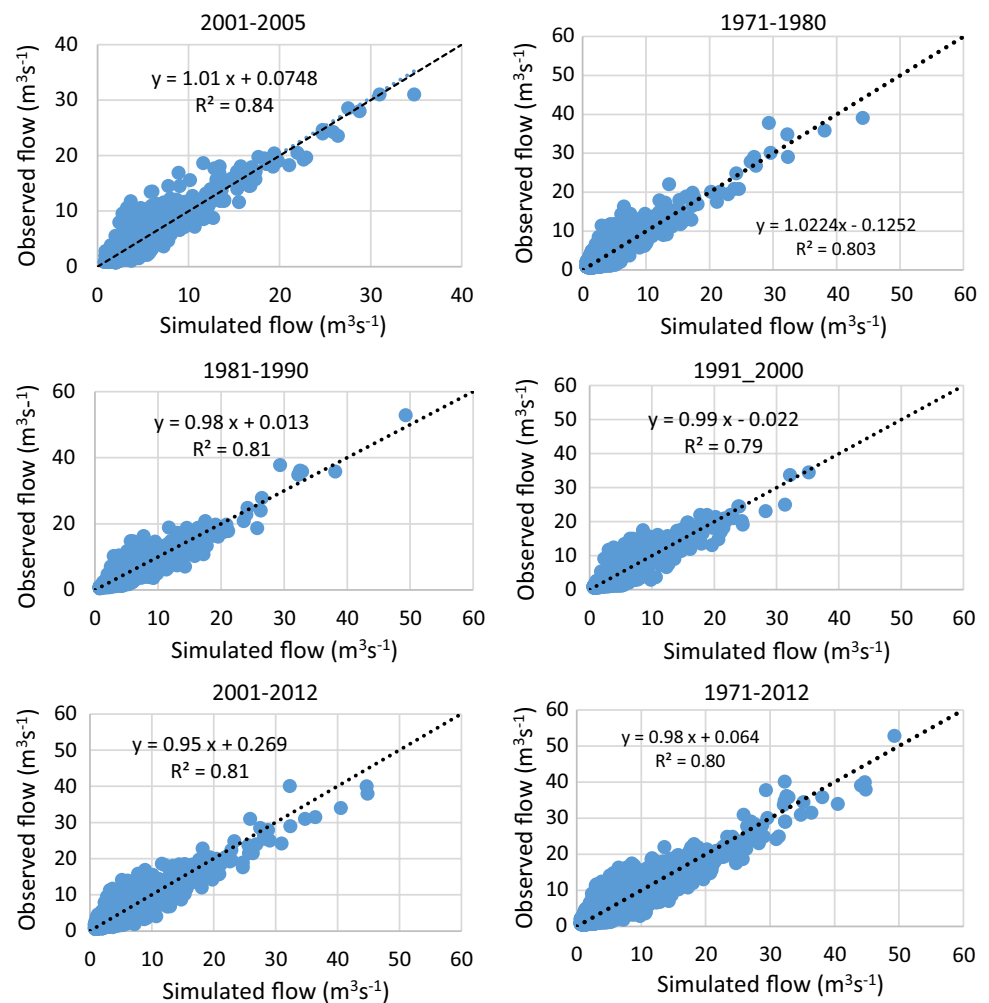 2001-2005
Observed flow (m³s⁻¹)
40
30
20
10
0
y = 1.01 x + 0.0748
R² = 0.84
0 10 20 30 40
Simulated flow (m³s⁻¹)
1971-1980
Observed flow (m³s⁻¹)
60
50
40
30
20
10
0
y = 1.0224x - 0.1252
R² = 0.803
0 10 20 30 40 50 60
Simulated flow (m³s⁻¹)
1981-1990
Observed flow (m³s⁻¹)
60
40
20
0
y = 0.98 x + 0.013
R² = 0.81
0 10 20 30 40 50 60
Simulated flow (m³s⁻¹)
1991_2000
Observed flow (m³s⁻¹)
60
50
40
30
20
10
0
y = 0.99 x - 0.022
R² = 0.79
0 10 20 30 40 50 60
Simulated flow (m³s⁻¹)
2001-2012
Observed flow (m³s⁻¹)
60
50
40
30
20
10
0
y = 0.95 x + 0.269
R² = 0.81
0 10 20 30 40 50 60
Simulated flow (m³s⁻¹)
1971-2012
Observed flow (m³s⁻¹)
60
50
40
30
20
10
0
y = 0.98 x + 0.064
R² = 0.80
0 10 20 30 40 50 60
Simulated flow (m³s⁻¹)